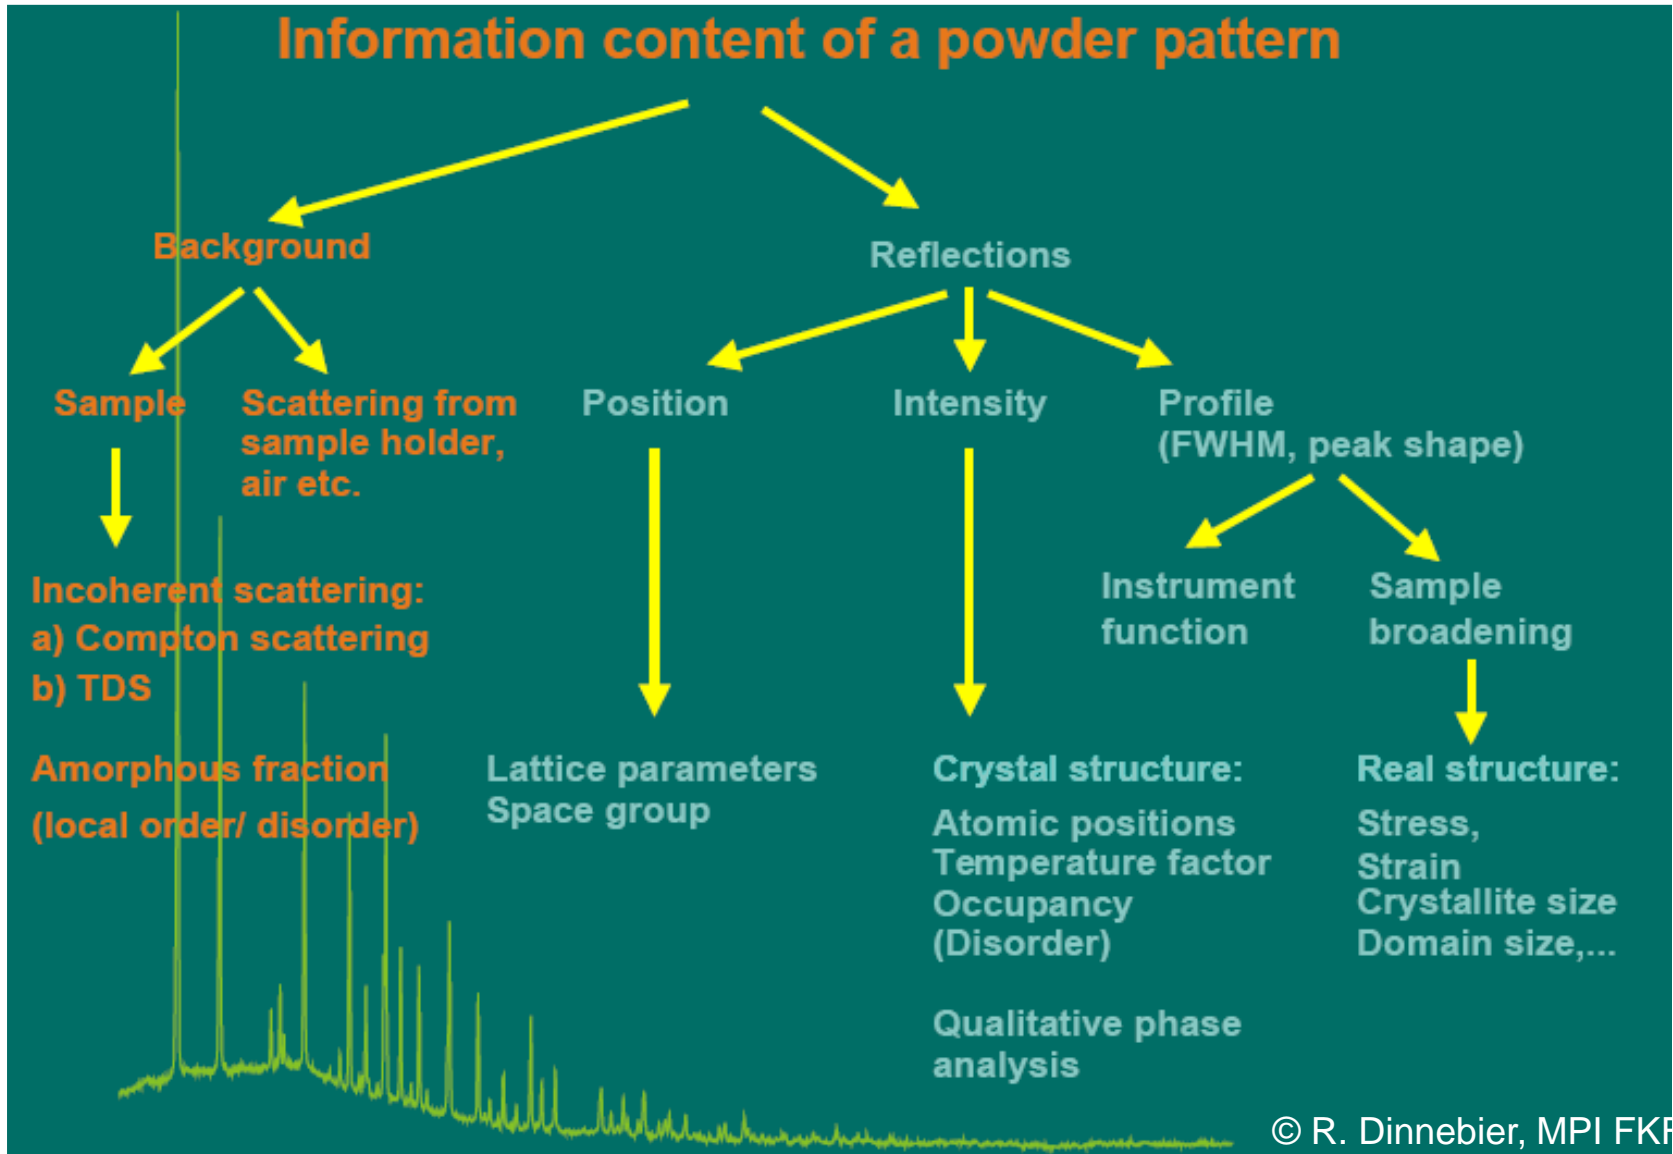 Information content of a powder pattern
Background
Reflections
Sample
Scattering from
sample holder,
air etc.
Position
Intensity
Profile
(FWHM, peak shape)
Incoherent scattering:
a) Compton scattering
b) TDS
Instrument
function
Sample
broadening
Amorphous fraction
(local order/ disorder)
Lattice parameters
Space group
Crystal structure:
Atomic positions
Temperature factor
Occupancy
(Disorder)
Qualitative phase
analysis
Real structure:
Stress,
Strain
Crystallite size
Domain size,...
© R. Dinnebier, MPI FKF